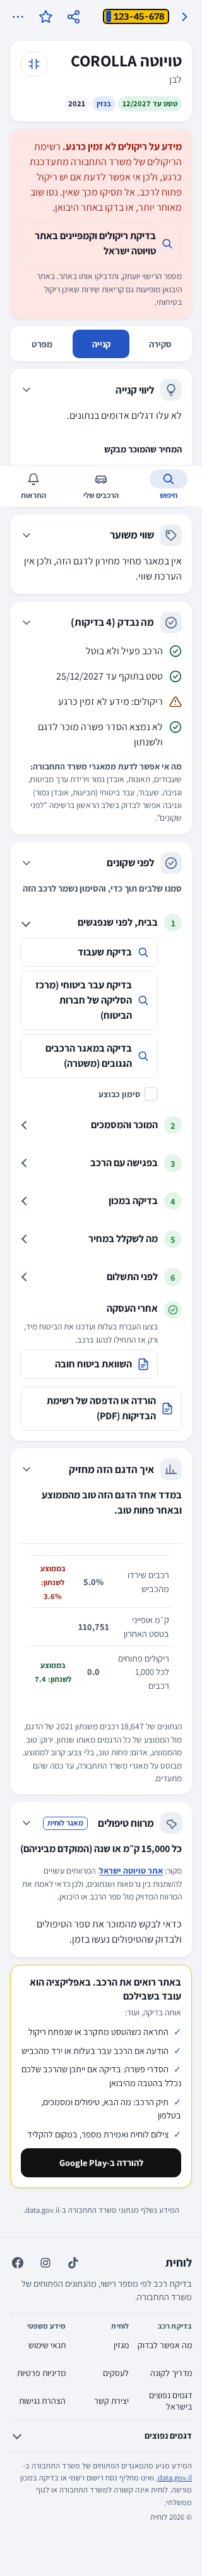 123-45-678
טויוטה COROLLA
לבן
טסט עד 12/2027
בנזין
2021
מידע על ריקולים לא זמין כרגע. רשימת
הריקולים של משרד התחבורה מתעדכנת
כרגע, ולכן אי אפשר לדעת אם יש ריקול
פתוח לרכב. אל תסיקו מכך שאין. נסו שוב
מאוחר יותר, או בדקו באתר היבואן.
בדיקת ריקולים וקמפיינים באתר
טויוטה ישראל
מספר הרישוי יועתק, ותדביקו אותו באתר. באתר
היבואן מופיעות גם קריאות שירות שאינן ריקול
בטיחותי.
סקירה
קנייה
מפרט
ליווי קנייה
לא עלו דגלים אדומים בנתונים.
המחיר שהמוכר מבקש
חיפוש
הרכבים שלי
התראות
שווי משוער
אין במאגר מחיר מחירון לדגם הזה, ולכן אין
הערכת שווי.
מה נבדק (4 בדיקות)
הרכב פעיל ולא בוטל
טסט בתוקף עד 25/12/2027
ריקולים: מידע לא זמין כרגע
לא נמצא הסדר פשרה מוכר לדגם
ולשנתון
מה אי אפשר לדעת ממאגרי משרד התחבורה:
שעבודים, תאונות, אובדן גמור וירידת ערך מביטוח,
וגניבה. שעבוד, עבר ביטוחי (תביעות, אובדן גמור)
וגניבה אפשר לבדוק בשלב הראשון ברשימה "לפני
שקונים".
לפני שקונים
סמנו שלבים תוך כדי, והסימון נשמר לרכב הזה
1
בבית, לפני שנפגשים
בדיקת שעבוד
בדיקת עבר ביטוחי (מרכז
הסליקה של חברות
הביטוח)
בדיקה במאגר הרכבים
הגנובים (משטרה)
סימון כבוצע
2
המוכר והמסמכים
3
בפגישה עם הרכב
4
בדיקה במכון
5
מה לשקלל במחיר
6
לפני התשלום
אחרי העסקה
בצעו העברת בעלות ועדכנו את הביטוח מיד,
ורק אז התחילו לנהוג ברכב.
השוואת ביטוח חובה
הורדה או הדפסה של רשימת
הבדיקות (PDF)
איך הדגם הזה מחזיק
במדד אחד הדגם הזה טוב מהממוצע
ובאחר פחות טוב.
רכבים שירדו
מהכביש
5.0%
בממוצע
לשנתון:
3.6%
ק״מ אופייני
בטסט האחרון
110,751
ריקולים פתוחים
לכל 1,000
רכבים
0.0
בממוצע
לשנתון: 7.4
הנתונים של 18,647 רכבים משנתון 2021 של הדגם,
מול הממוצע של כל הדגמים מאותו שנתון. ירוק: טוב
מהממוצע, אדום: פחות טוב, בלי צבע: קרוב לממוצע.
מבוסס על מאגרי משרד התחבורה, עד כמה שהם
מתעדים.
מרווח טיפולים
מאגר לוחית
כל 15,000 ק״מ או שנה (המוקדם מביניהם)
מקור: אתר טויוטה ישראל. המרווחים עשויים
להשתנות בין גרסאות ושנתונים, ולכן כדאי לאמת את
המרווח המדויק מול ספר הרכב או היבואן.
כדאי לבקש מהמוכר את ספר הטיפולים
ולבדוק שהטיפולים נעשו בזמן.
באתר רואים את הרכב. באפליקציה הוא
עובד בשבילכם
אותה בדיקה, ועוד:
✓ התראה כשהטסט מתקרב או שנפתח ריקול
✓ הודעה אם הרכב עבר בעלות או ירד מהכביש
✓ הסדרי פשרה: בדיקה אם ייתכן שהרכב שלכם
נכלל בהטבה מהיבואן
✓ תיק הרכב: מה הבא, טיפולים ומסמכים,
בטלפון
✓ צילום לוחית ואמירת מספר, במקום להקליד
להורדה ב-Google Play
המידע נשלף מנתוני משרד התחבורה ב-data.gov.il.
לוחית
בדיקת רכב לפי מספר רישוי, מהנתונים הפתוחים של
משרד התחבורה.
בדיקת רכב
לוחית
מידע משפטי
מה אפשר לבדוק
מגזין
תנאי שימוש
מדריך לקונה
לעסקים
מדיניות פרטיות
דגמים נפוצים
בישראל
יצירת קשר
הצהרת נגישות
דגמים נפוצים
המידע מגיע מהמאגרים הפתוחים של משרד התחבורה ב-
data.gov.il, ואינו מחליף נסח רישום רשמי או בדיקה במכון
מורשה. לוחית אינה קשורה למשרד התחבורה או לגוף
ממשלתי.
© 2026 לוחית